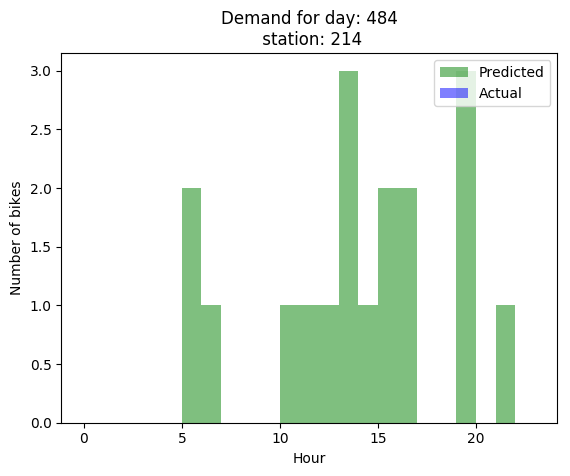 Demand for day: 484
station: 214
Predicted
Actual
3.0
2.5
2.0
1.5
1.0
0.5
0.0
Number of bikes
0 5 10 15 20
Hour